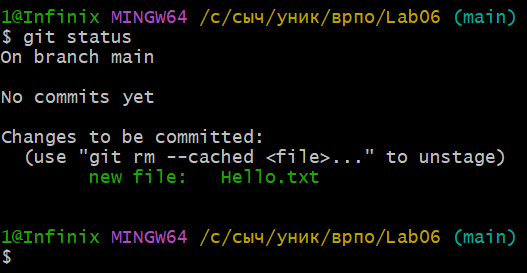 1@Infinix MINGW64 /c/сыч/уник/врпо/Lab06 (main)
$ git status
On branch main
No commits yet
Changes to be committed:
(use "git rm --cached <file>..." to unstage)
new file: Hello.txt
1@Infinix MINGW64 /c/сыч/уник/врпо/Lab06 (main)
$